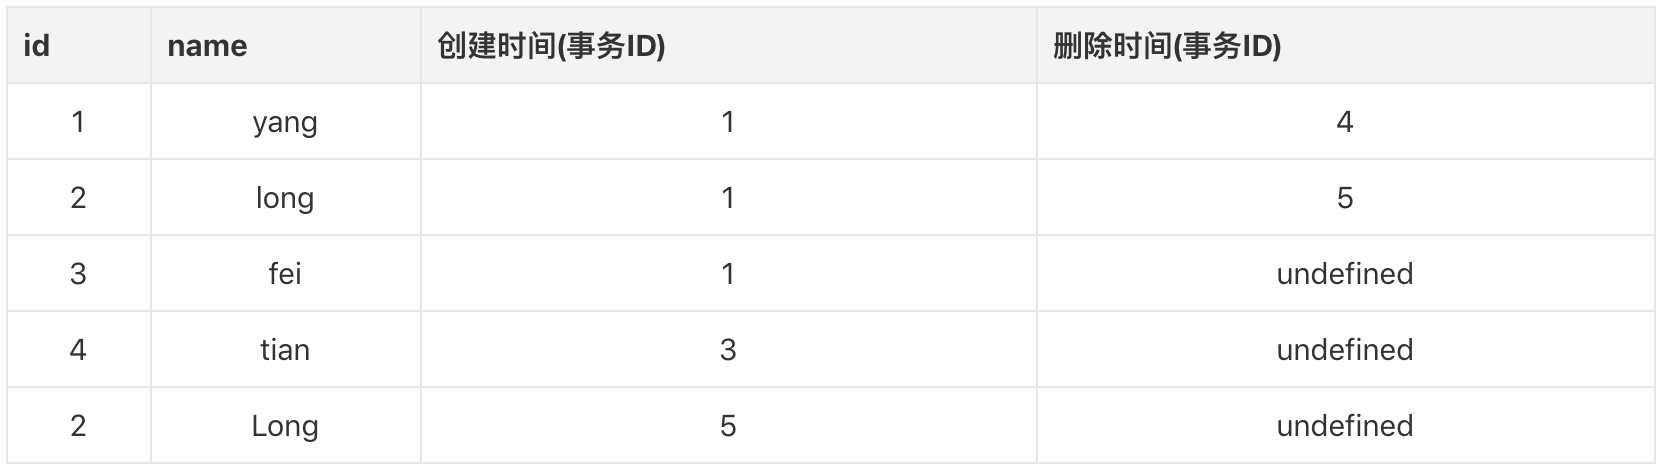 id name 创建时间(事务ID) 删除时间(事务ID)
1 yang 1 4
2 long 1 5
3 fei 1 undefined
4 tian 3 undefined
2 Long 5 undefined